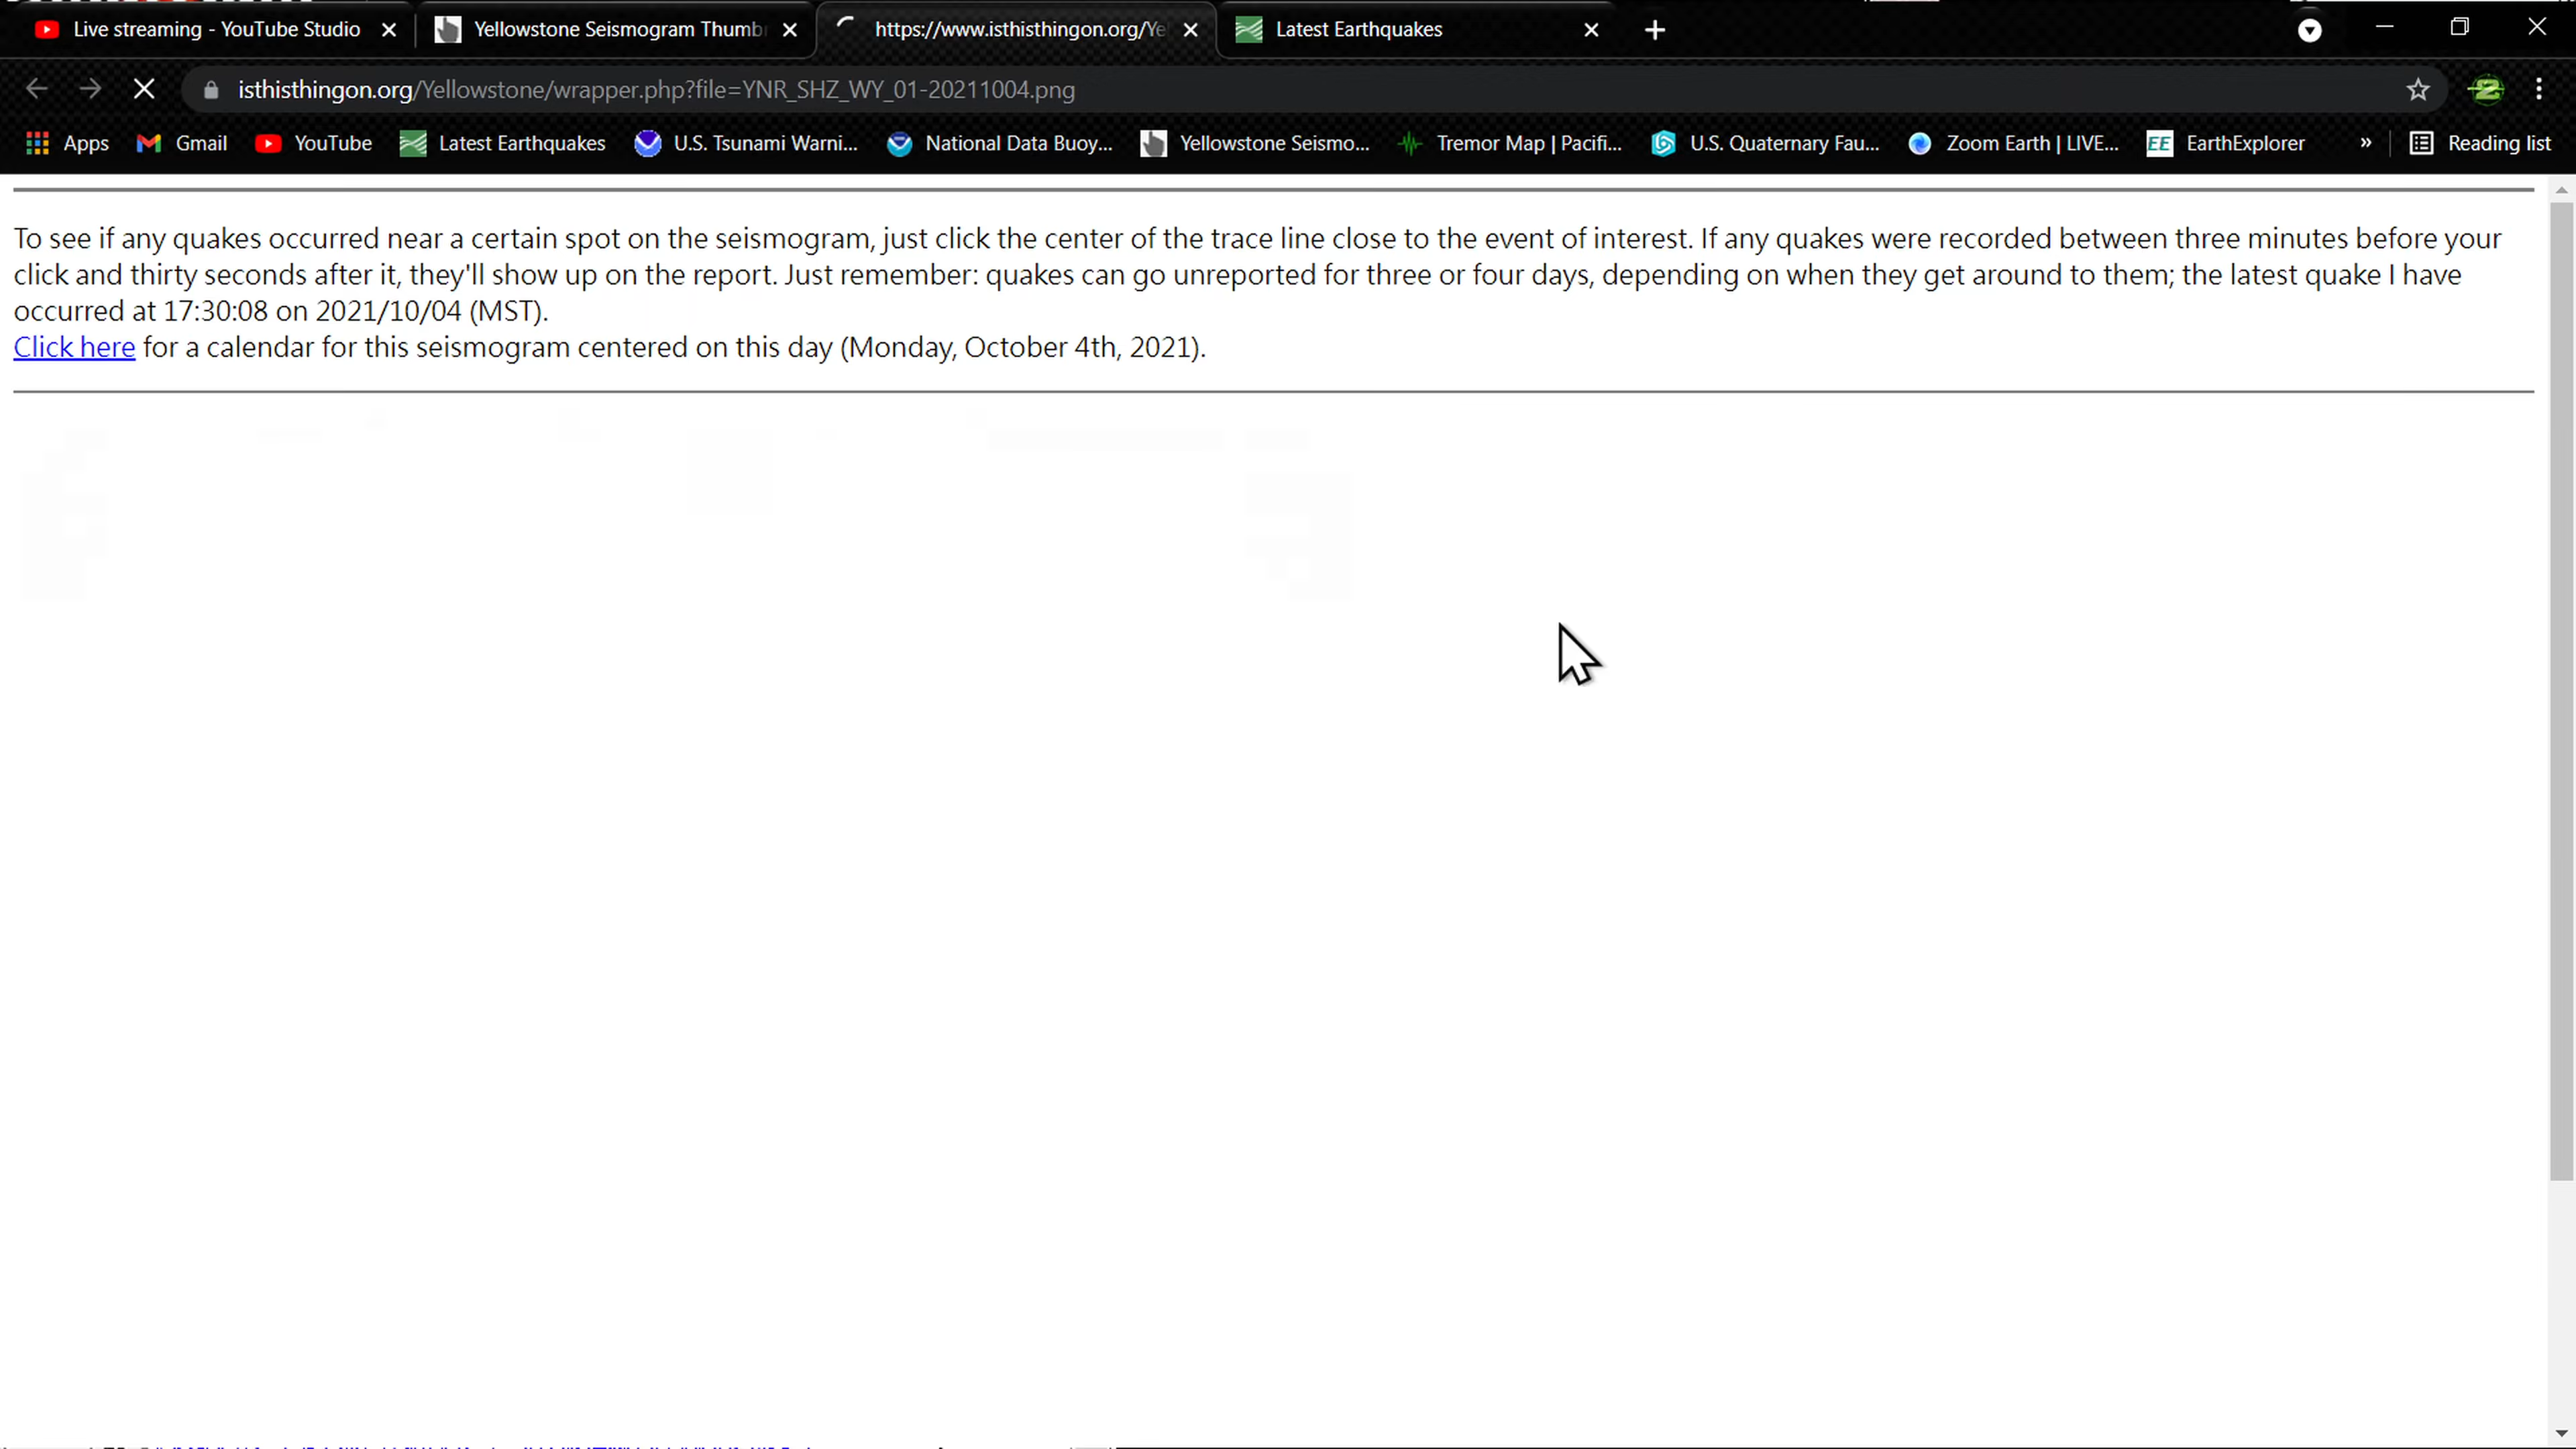 Live streaming - YouTube Studio
Yellowstone Seismogram Thumb
https://www.isthisthingon.org/Ye
Latest Earthquakes
isthisthingon.org/Yellowstone/wrapper.php?file=YNR_SHZ_WY_01-20211004.png
Apps
Gmail
YouTube
Latest Earthquakes
U.S. Tsunami Warni...
National Data Buoy...
Yellowstone Seismo...
Tremor Map | Pacifi...
U.S. Quaternary Fau...
Zoom Earth | LIVE...
EE EarthExplorer
»
Reading list
To see if any quakes occurred near a certain spot on the seismogram, just click the center of the trace line close to the event of interest. If any quakes were recorded between three minutes before your
click and thirty seconds after it, they'll show up on the report. Just remember: quakes can go unreported for three or four days, depending on when they get around to them; the latest quake I have
occurred at 17:30:08 on 2021/10/04 (MST).
Click here for a calendar for this seismogram centered on this day (Monday, October 4th, 2021).